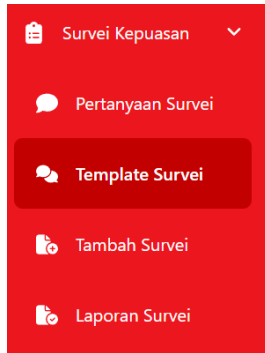 Survei Kepuasan
Pertanyaan Survei
Template Survei
Tambah Survei
Laporan Survei